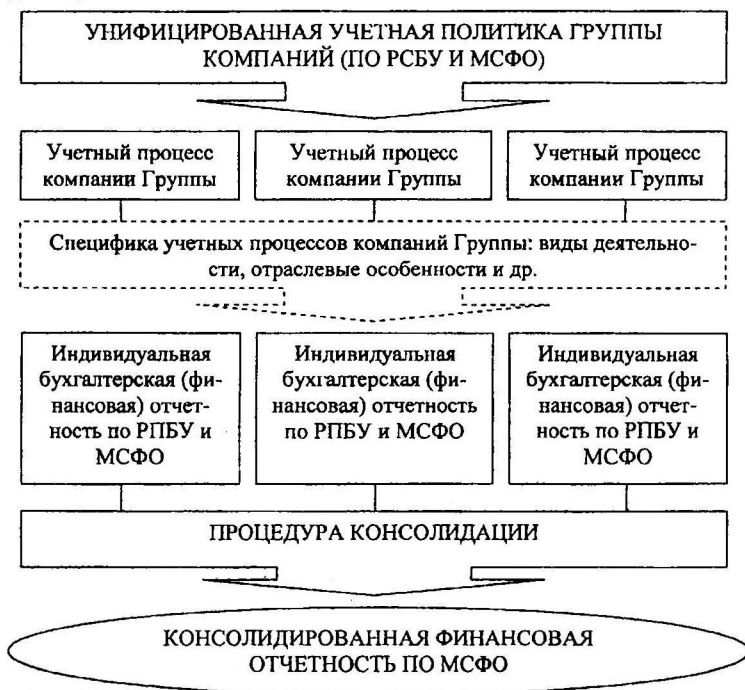 УНИФИЦИРОВАННАЯ УЧЕТНАЯ ПОЛИТИКА ГРУППЫ
КОМПАНИЙ (ПО РСБУ И МСФО)
Учетный процесс
компании Группы
Учетный процесс
компании Группы
Учетный процесс
компании Группы
Специфика учетных процессов компаний Группы: виды деятельно-
сти, отраслевые особенности и др.
Индивидуальная
бухгалтерская (фи-
нансовая) отчет-
ность по РПБУ и
МСФО
Индивидуальная
бухгалтерская (фи-
нансовая) отчетность
по РПБУ и МСФО
Индивидуальная
бухгалтерская (фи-
нансовая) отчет-
ность по РПБУ и
МСФО
ПРОЦЕДУРА КОНСОЛИДАЦИИ
КОНСОЛИДИРОВАННАЯ ФИНАНСОВАЯ
ОТЧЕТНОСТЬ ПО МСФО